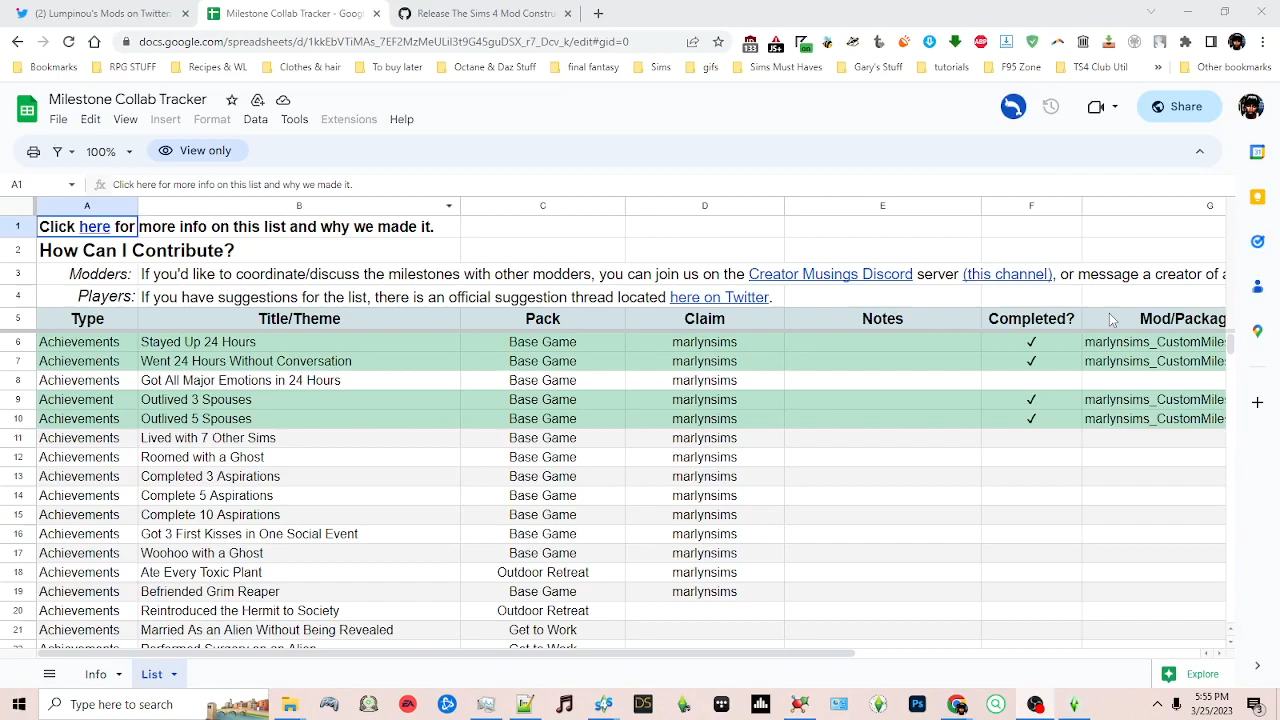 (2) Lumpinou's Mods on Twitter
Milestone Collab Tracker - Goog
Release The Sims 4 Mod Constru
docs.google.com/spreadsheets/d/1kkEbVTiMAs_7EF2MzMeULiI3t9G45guDSX_r7_Dcv_k/edit#gid=0
Bookmarks RPG STUFF Recipes & WL Clothes & hair To buy later Octane & Daz Stuff final fantasy Sims gifs Sims Must Haves Gary's Stuff tutorials F95 Zone TS4 Club Util » Other bookmarks
Milestone Collab Tracker
Share
File Edit View Insert Format Data Tools Extensions Help
100% View only
A1 Click here for more info on this list and why we made it.
A B C D E F G
1 Click here for more info on this list and why we made it.
2 How Can I Contribute?
3 Modders: If you'd like to coordinate/discuss the milestones with other modders, you can join us on the Creator Musings Discord server (this channel), or message a creator of a
4 Players: If you have suggestions for the list, there is an official suggestion thread located here on Twitter.
5 Type Title/Theme Pack Claim Notes Completed? Mod/Packag
6 Achievements Stayed Up 24 Hours Base Game marlynsims ✓ marlynsims_CustomMiles
7 Achievements Went 24 Hours Without Conversation Base Game marlynsims ✓ marlynsims_CustomMiles
8 Achievements Got All Major Emotions in 24 Hours Base Game marlynsims
9 Achievement Outlived 3 Spouses Base Game marlynsims ✓ marlynsims_CustomMiles
10 Achievements Outlived 5 Spouses Base Game marlynsims ✓ marlynsims_CustomMiles
11 Achievements Lived with 7 Other Sims Base Game marlynsims
12 Achievements Roomed with a Ghost Base Game marlynsims
13 Achievements Completed 3 Aspirations Base Game marlynsims
14 Achievements Complete 5 Aspirations Base Game marlynsims
15 Achievements Complete 10 Aspirations Base Game marlynsims
16 Achievements Got 3 First Kisses in One Social Event Base Game marlynsims
17 Achievements Woohoo with a Ghost Base Game marlynsims
18 Achievements Ate Every Toxic Plant Outdoor Retreat marlynsims
19 Achievements Befriended Grim Reaper Base Game marlynsims
20 Achievements Reintroduced the Hermit to Society Outdoor Retreat
21 Achievements Married As an Alien Without Being Revealed Get to Work
Info List Explore
Type here to search
5:55 PM
3/25/2023